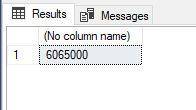 Results Messages
(No column name)
1 6065000